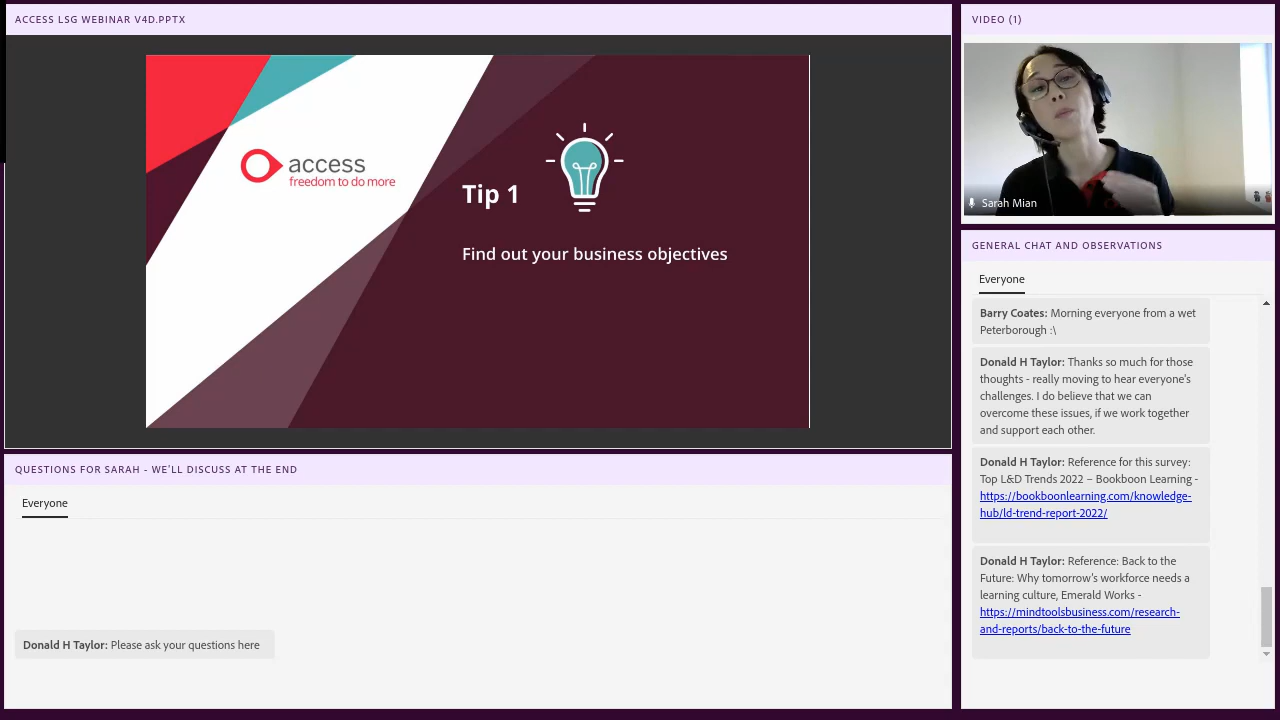 ACCESS LSG WEBINAR V4D.PPTX
access
freedom to do more
Tip 1
Find out your business objectives
QUESTIONS FOR SARAH - WE'LL DISCUSS AT THE END
Everyone
Donald H Taylor: Please ask your questions here
VIDEO (1)
Sarah Mian
GENERAL CHAT AND OBSERVATIONS
Everyone
Barry Coates: Morning everyone from a wet
Peterborough :\
Donald H Taylor: Thanks so much for those
thoughts - really moving to hear everyone's
challenges. I do believe that we can
overcome these issues, if we work together
and support each other.
Donald H Taylor: Reference for this survey:
Top L&D Trends 2022 – Bookboon Learning -
https://bookboonlearning.com/knowledge-
hub/ld-trend-report-2022/
Donald H Taylor: Reference: Back to the
Future: Why tomorrow's workforce needs a
learning culture, Emerald Works -
https://mindtoolsbusiness.com/research-
and-reports/back-to-the-future